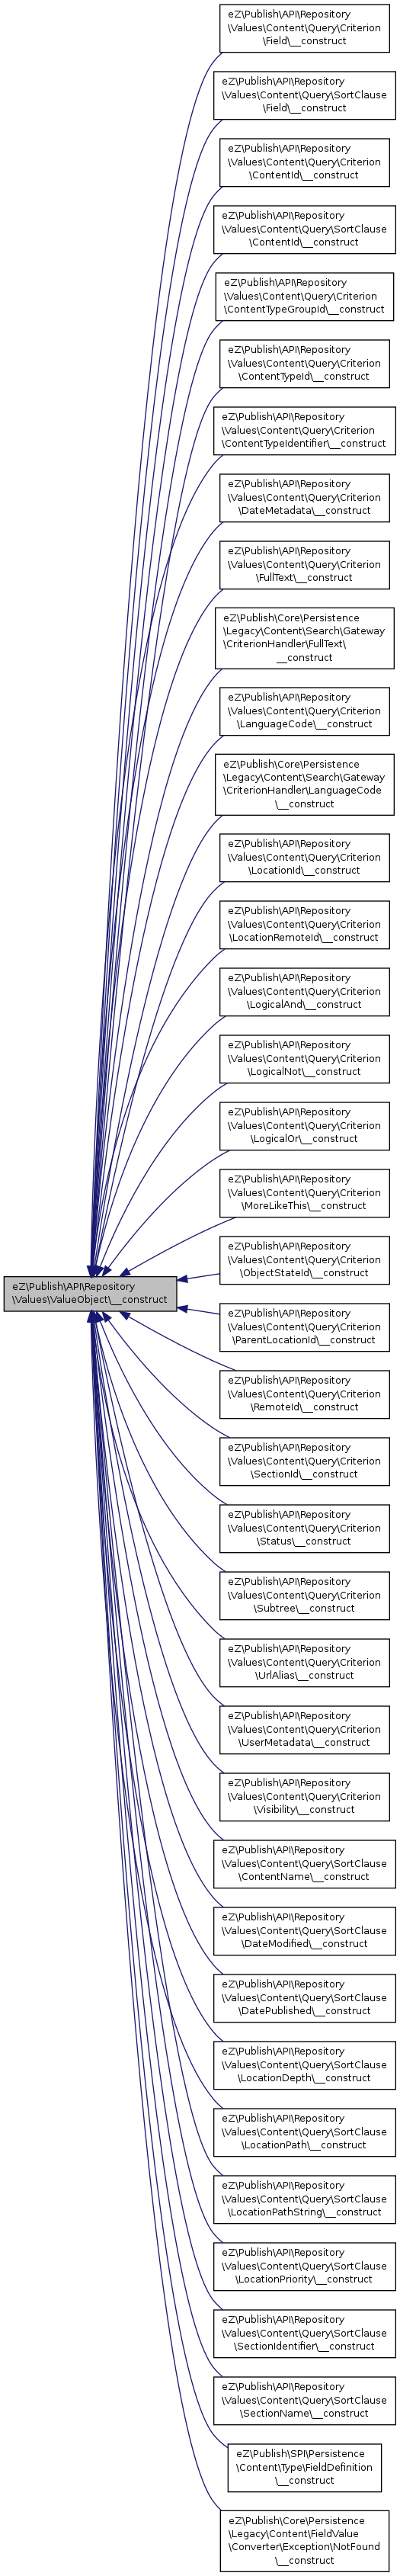 eZ\Publish\API\Repository
\Values\Content\Query\Criterion
\Field\__construct
eZ\Publish\API\Repository
\Values\Content\Query\SortClause
\Field\__construct
eZ\Publish\API\Repository
\Values\Content\Query\Criterion
\ContentId\__construct
eZ\Publish\API\Repository
\Values\Content\Query\SortClause
\ContentId\__construct
eZ\Publish\API\Repository
\Values\Content\Query\Criterion
\ContentTypeGroupId\__construct
eZ\Publish\API\Repository
\Values\Content\Query\Criterion
\ContentTypeId\__construct
eZ\Publish\API\Repository
\Values\Content\Query\Criterion
\ContentTypeIdentifier\__construct
eZ\Publish\API\Repository
\Values\Content\Query\Criterion
\DateMetadata\__construct
eZ\Publish\API\Repository
\Values\Content\Query\Criterion
\FullText\__construct
eZ\Publish\Core\Persistence
\Legacy\Content\Search\Gateway
\CriterionHandler\FullText\
__construct
eZ\Publish\API\Repository
\Values\Content\Query\Criterion
\LanguageCode\__construct
eZ\Publish\Core\Persistence
\Legacy\Content\Search\Gateway
\CriterionHandler\LanguageCode
\__construct
eZ\Publish\API\Repository
\Values\Content\Query\Criterion
\LocationId\__construct
eZ\Publish\API\Repository
\Values\Content\Query\Criterion
\LocationRemoteId\__construct
eZ\Publish\API\Repository
\Values\Content\Query\Criterion
\LogicalAnd\__construct
eZ\Publish\API\Repository
\Values\Content\Query\Criterion
\LogicalNot\__construct
eZ\Publish\API\Repository
\Values\Content\Query\Criterion
\LogicalOr\__construct
eZ\Publish\API\Repository
\Values\Content\Query\Criterion
\MoreLikeThis\__construct
eZ\Publish\API\Repository
\Values\Content\Query\Criterion
\ObjectStateId\__construct
eZ\Publish\API\Repository
\Values\ValueObject\__construct
eZ\Publish\API\Repository
\Values\Content\Query\Criterion
\ParentLocationId\__construct
eZ\Publish\API\Repository
\Values\Content\Query\Criterion
\RemoteId\__construct
eZ\Publish\API\Repository
\Values\Content\Query\Criterion
\SectionId\__construct
eZ\Publish\API\Repository
\Values\Content\Query\Criterion
\Status\__construct
eZ\Publish\API\Repository
\Values\Content\Query\Criterion
\Subtree\__construct
eZ\Publish\API\Repository
\Values\Content\Query\Criterion
\UrlAlias\__construct
eZ\Publish\API\Repository
\Values\Content\Query\Criterion
\UserMetadata\__construct
eZ\Publish\API\Repository
\Values\Content\Query\Criterion
\Visibility\__construct
eZ\Publish\API\Repository
\Values\Content\Query\SortClause
\ContentName\__construct
eZ\Publish\API\Repository
\Values\Content\Query\SortClause
\DateModified\__construct
eZ\Publish\API\Repository
\Values\Content\Query\SortClause
\DatePublished\__construct
eZ\Publish\API\Repository
\Values\Content\Query\SortClause
\LocationDepth\__construct
eZ\Publish\API\Repository
\Values\Content\Query\SortClause
\LocationPath\__construct
eZ\Publish\API\Repository
\Values\Content\Query\SortClause
\LocationPathString\__construct
eZ\Publish\API\Repository
\Values\Content\Query\SortClause
\LocationPriority\__construct
eZ\Publish\API\Repository
\Values\Content\Query\SortClause
\SectionIdentifier\__construct
eZ\Publish\API\Repository
\Values\Content\Query\SortClause
\SectionName\__construct
eZ\Publish\SPI\Persistence
\Content\Type\FieldDefinition
\__construct
eZ\Publish\Core\Persistence
\Legacy\Content\FieldValue
\Converter\Exception\NotFound
\__construct